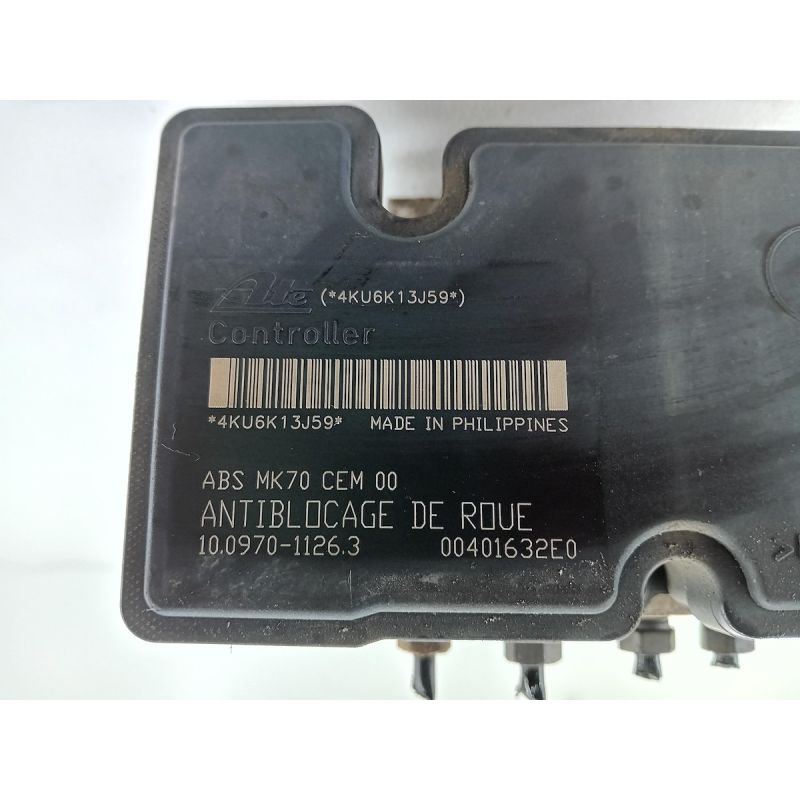 Ate (*4KU6K13J59*)
Controller
*4KU6K13J59* MADE IN PHILIPPINES
ABS MK70 CEM 00
ANTIBLOCAGE DE ROUE
10.0970-1126.3 00401632E0